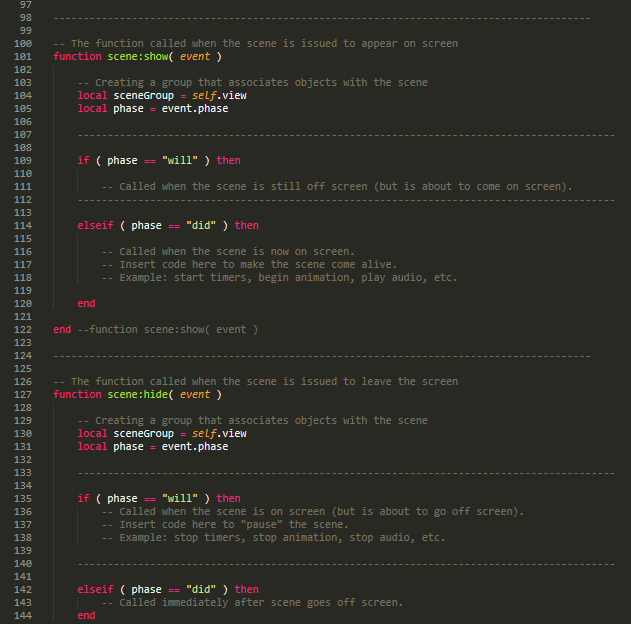 97
98 -----------------------------------------------------------------------------------------
99
100 -- The function called when the scene is issued to appear on screen
101 function scene:show( event )
102
103 -- Creating a group that associates objects with the scene
104 local sceneGroup = self.view
105 local phase = event.phase
106
107 -----------------------------------------------------------------------------------------
108
109 if ( phase == "will" ) then
110
111 -- Called when the scene is still off screen (but is about to come on screen).
112 -----------------------------------------------------------------------------------------
113
114 elseif ( phase == "did" ) then
115
116 -- Called when the scene is now on screen.
117 -- Insert code here to make the scene come alive.
118 -- Example: start timers, begin animation, play audio, etc.
119
120 end
121
122 end --function scene:show( event )
123
124 -----------------------------------------------------------------------------------------
125
126 -- The function called when the scene is issued to leave the screen
127 function scene:hide( event )
128
129 -- Creating a group that associates objects with the scene
130 local sceneGroup = self.view
131 local phase = event.phase
132
133 -----------------------------------------------------------------------------------------
134
135 if ( phase == "will" ) then
136 -- Called when the scene is on screen (but is about to go off screen).
137 -- Insert code here to "pause" the scene.
138 -- Example: stop timers, stop animation, stop audio, etc.
139
140 -----------------------------------------------------------------------------------------
141
142 elseif ( phase == "did" ) then
143 -- Called immediately after scene goes off screen.
144 end